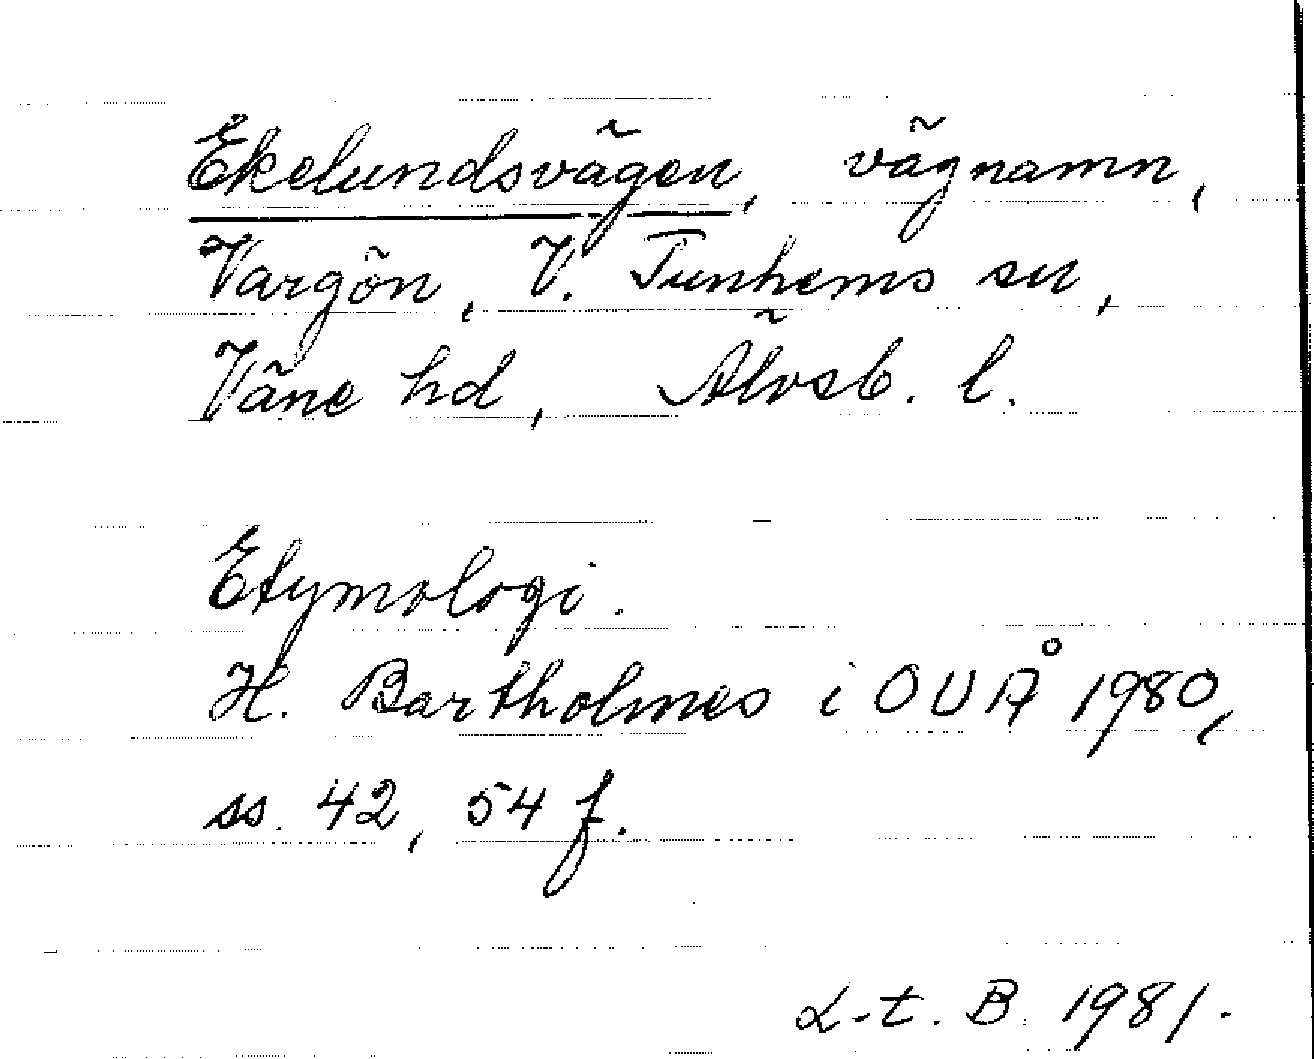 Ekelundsvägen, vägnamn,
Vargön, V. Tunhems sn,
Väne hd, Älvsb. l.
Etymologi.
H. Bartholmes i OUÅ 1980,
ss. 42, 54 f.
L-t. B. 1981.